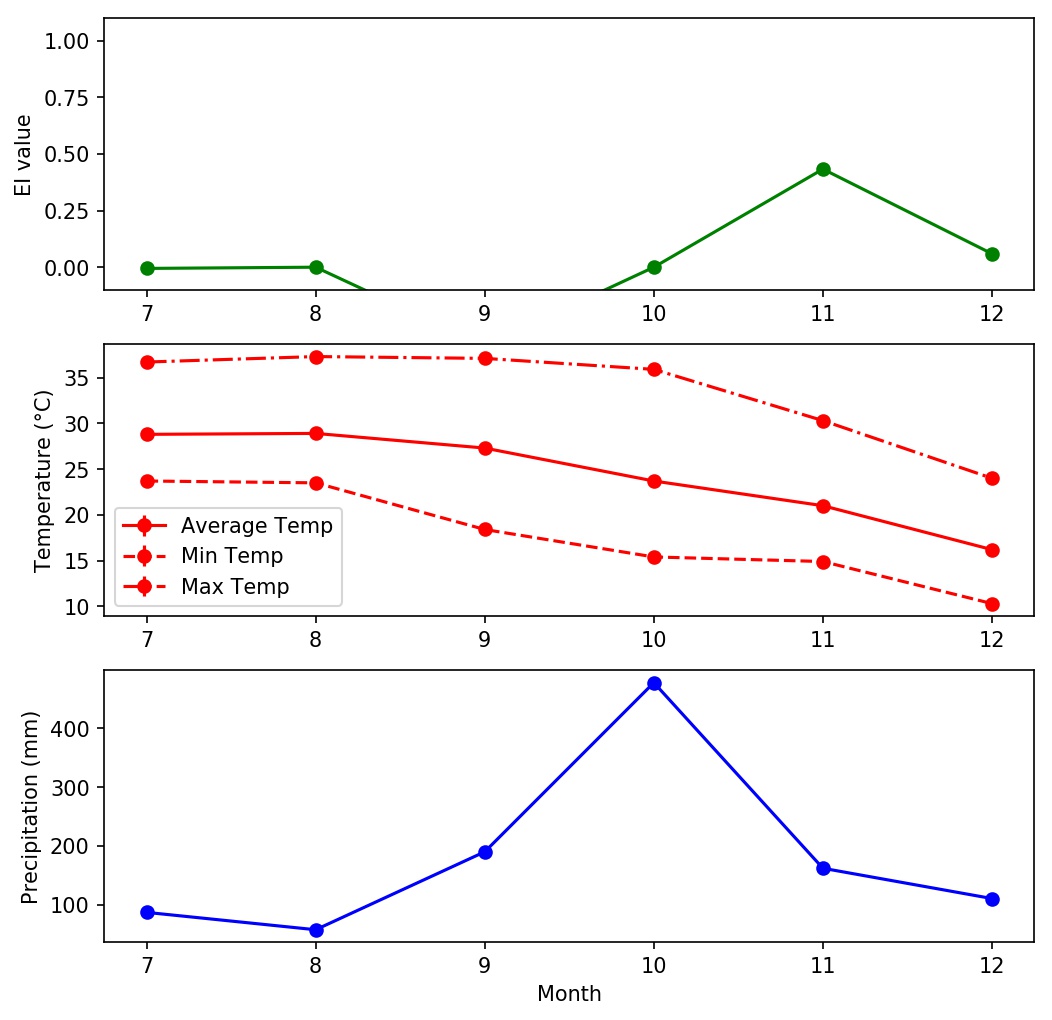 1.00
0.75
0.50
0.25
0.00
EI value
7 8 9 10 11 12
35
30
25
20
15
10
Temperature (°C)
Average Temp
Min Temp
Max Temp
7 8 9 10 11 12
400
300
200
100
Precipitation (mm)
7 8 9 10 11 12
Month